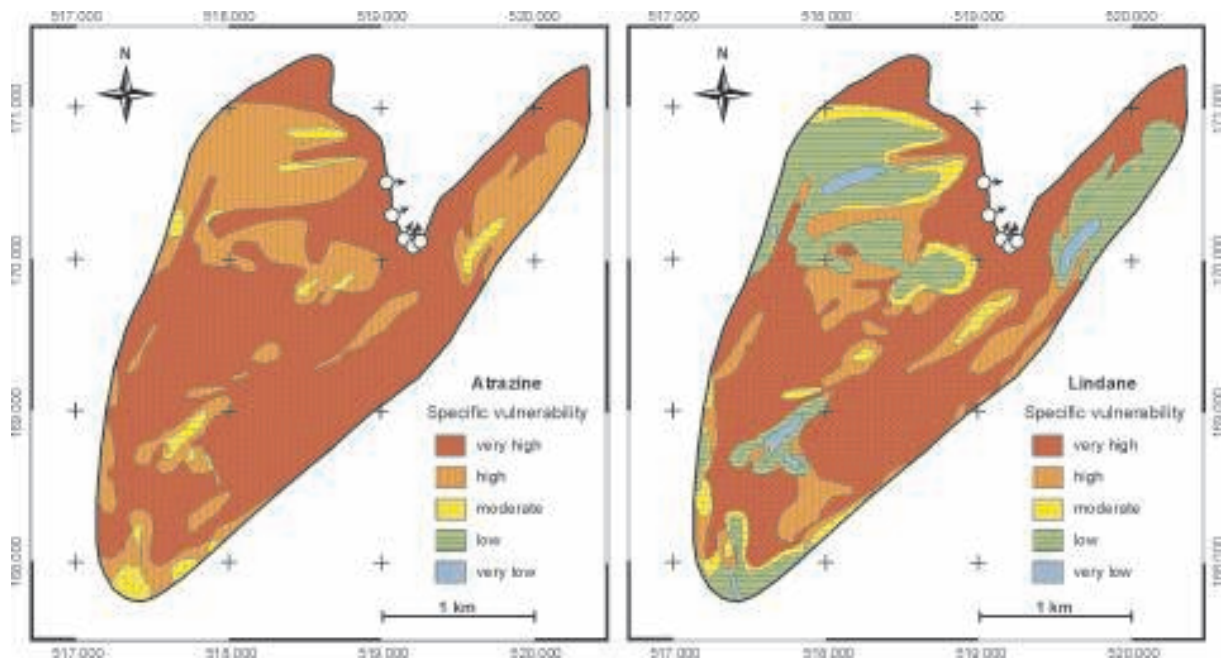 517.000 518.000 519.000 520.000
N
171.000
170.000
169.000
168.000
Atrazine
Specific vulnerability
very high
high
moderate
low
very low
1 km
517.000 518.000 519.000 520.000
517.000 518.000 519.000 520.000
N
Lindane
Specific vulnerability
very high
high
moderate
low
very low
1 km
171.000
170.000
169.000
168.000
517.000 518.000 519.000 520.000